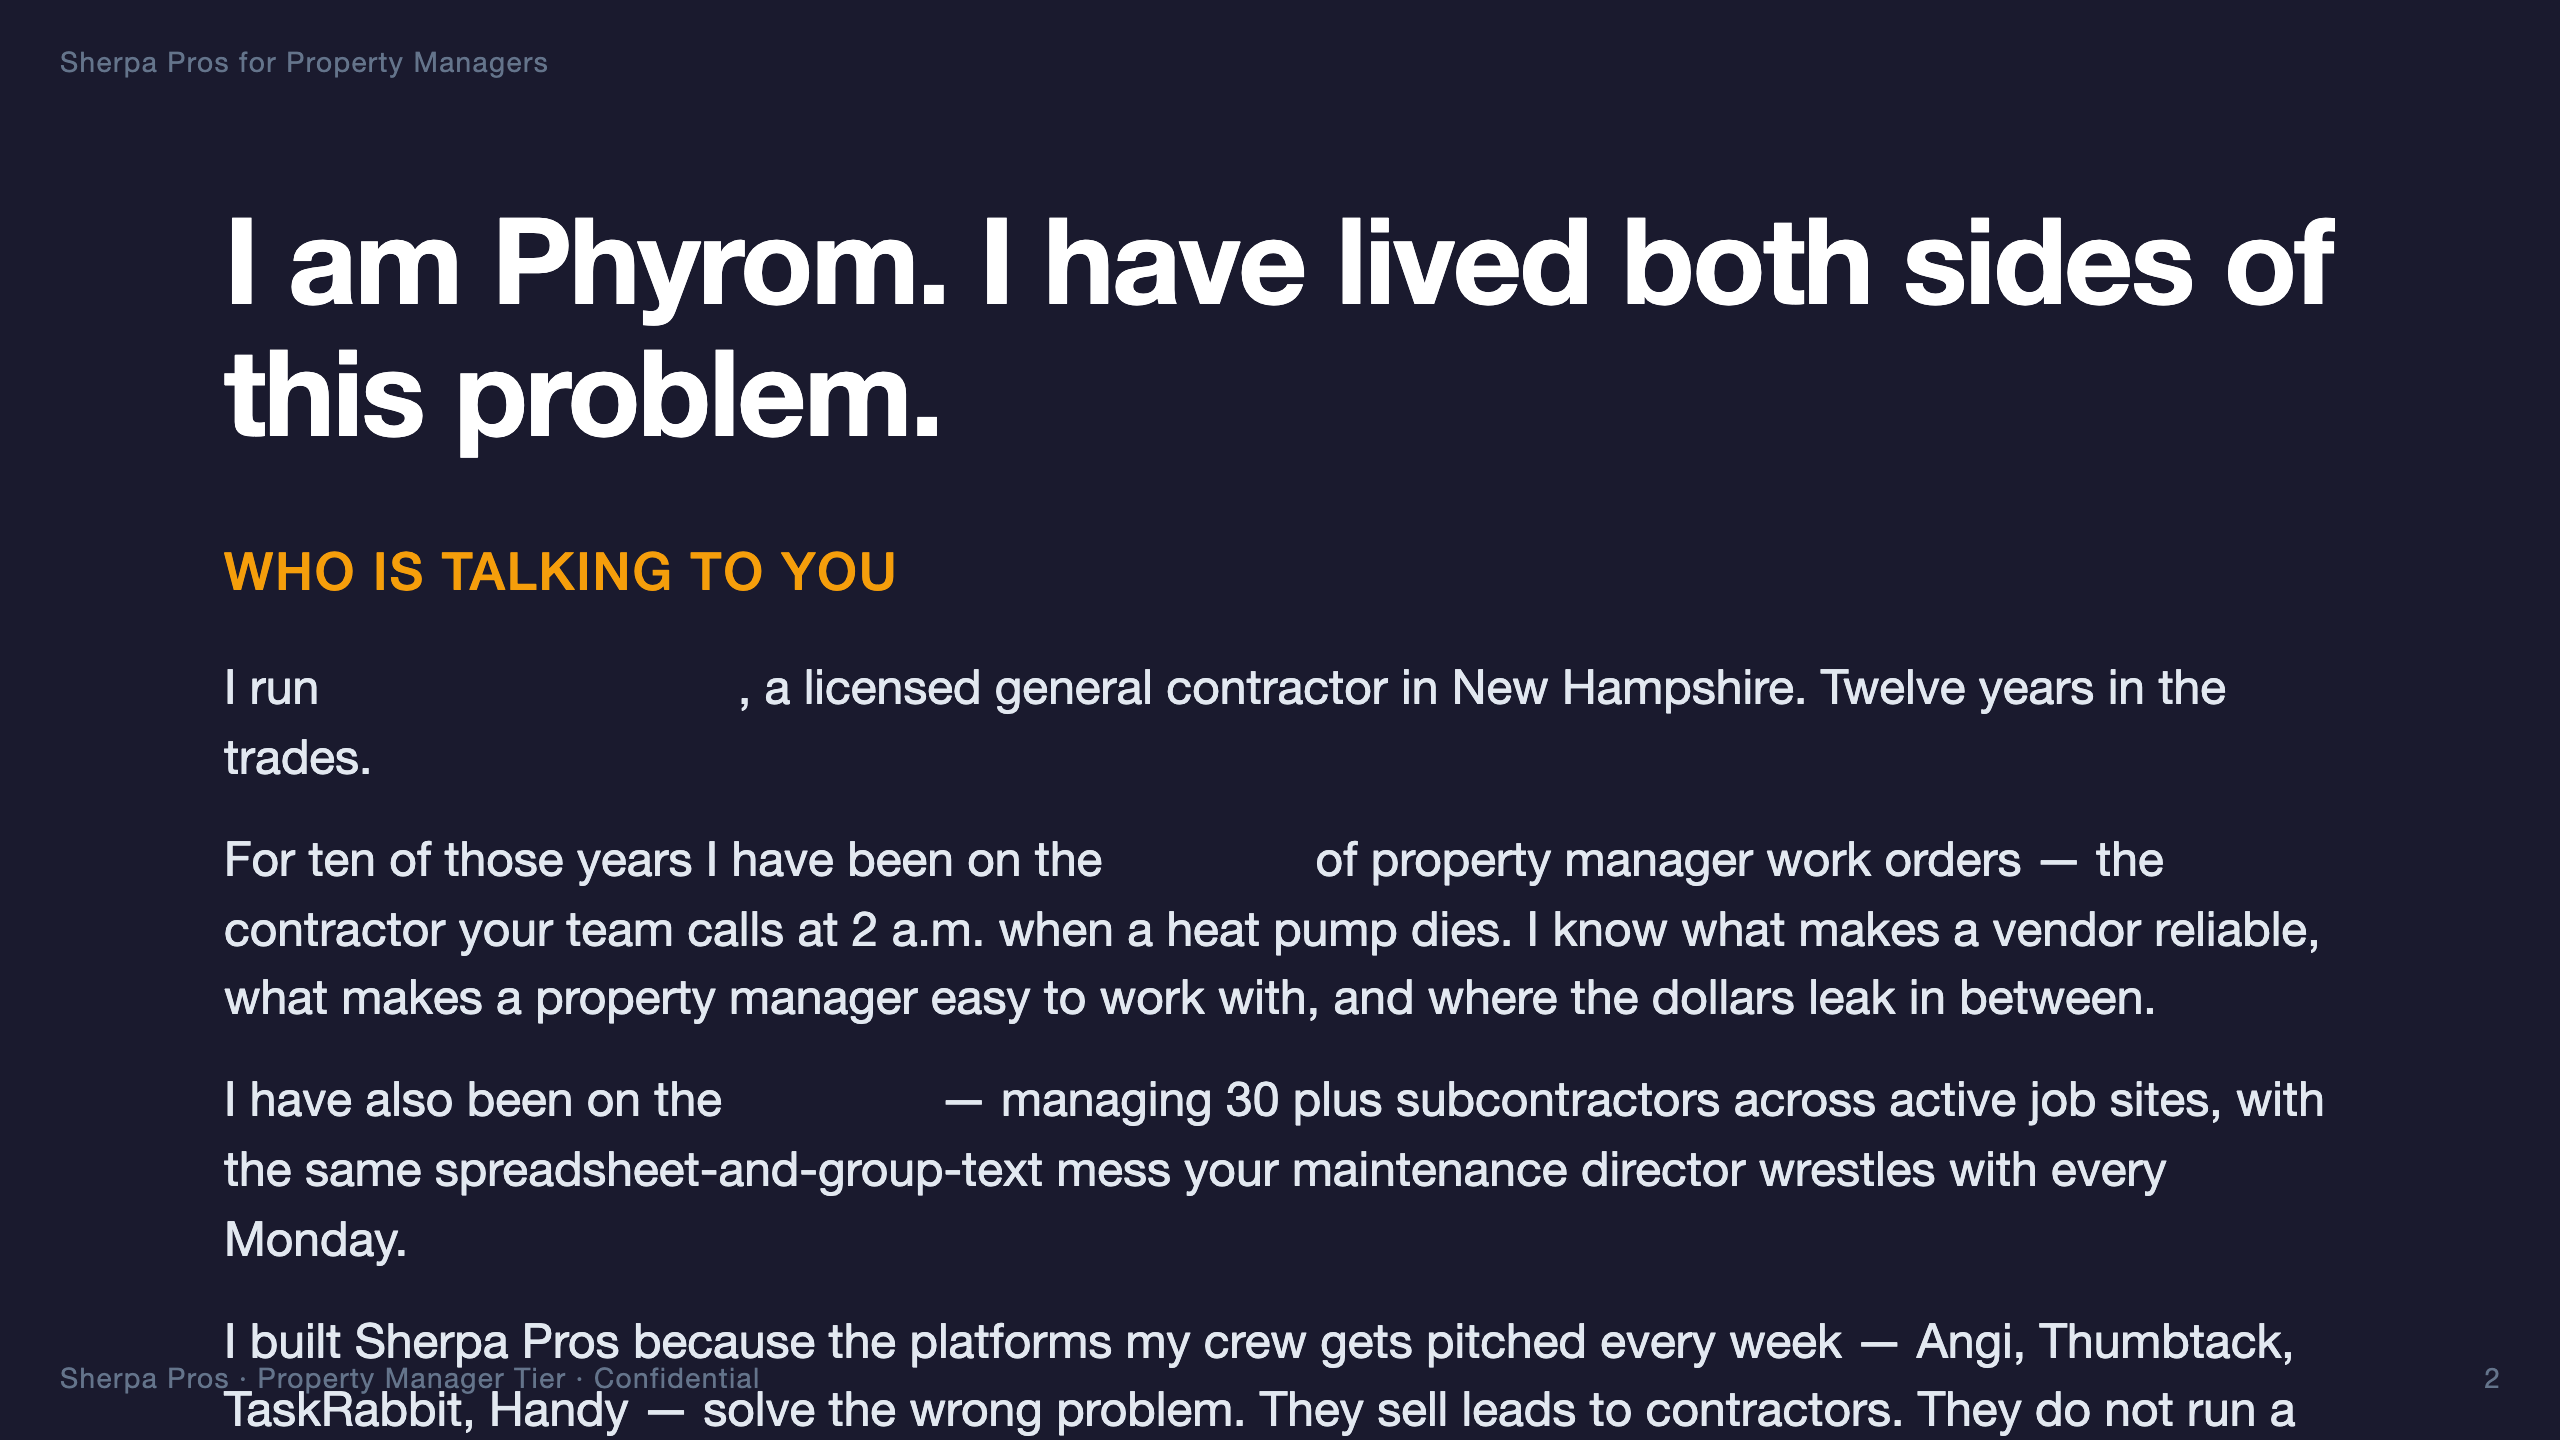 Sherpa Pros for Property Managers
I am Phyrom. I have lived both sides of
this problem.
WHO IS TALKING TO YOU
I run , a licensed general contractor in New Hampshire. Twelve years in the
trades.
For ten of those years I have been on the of property manager work orders — the
contractor your team calls at 2 a.m. when a heat pump dies. I know what makes a vendor reliable,
what makes a property manager easy to work with, and where the dollars leak in between.
I have also been on the — managing 30 plus subcontractors across active job sites, with
the same spreadsheet-and-group-text mess your maintenance director wrestles with every
Monday.
I built Sherpa Pros because the platforms my crew gets pitched every week — Angi, Thumbtack,
Sherpa Pros · Property Manager Tier · Confidential
2
TaskRabbit, Handy — solve the wrong problem. They sell leads to contractors. They do not run a